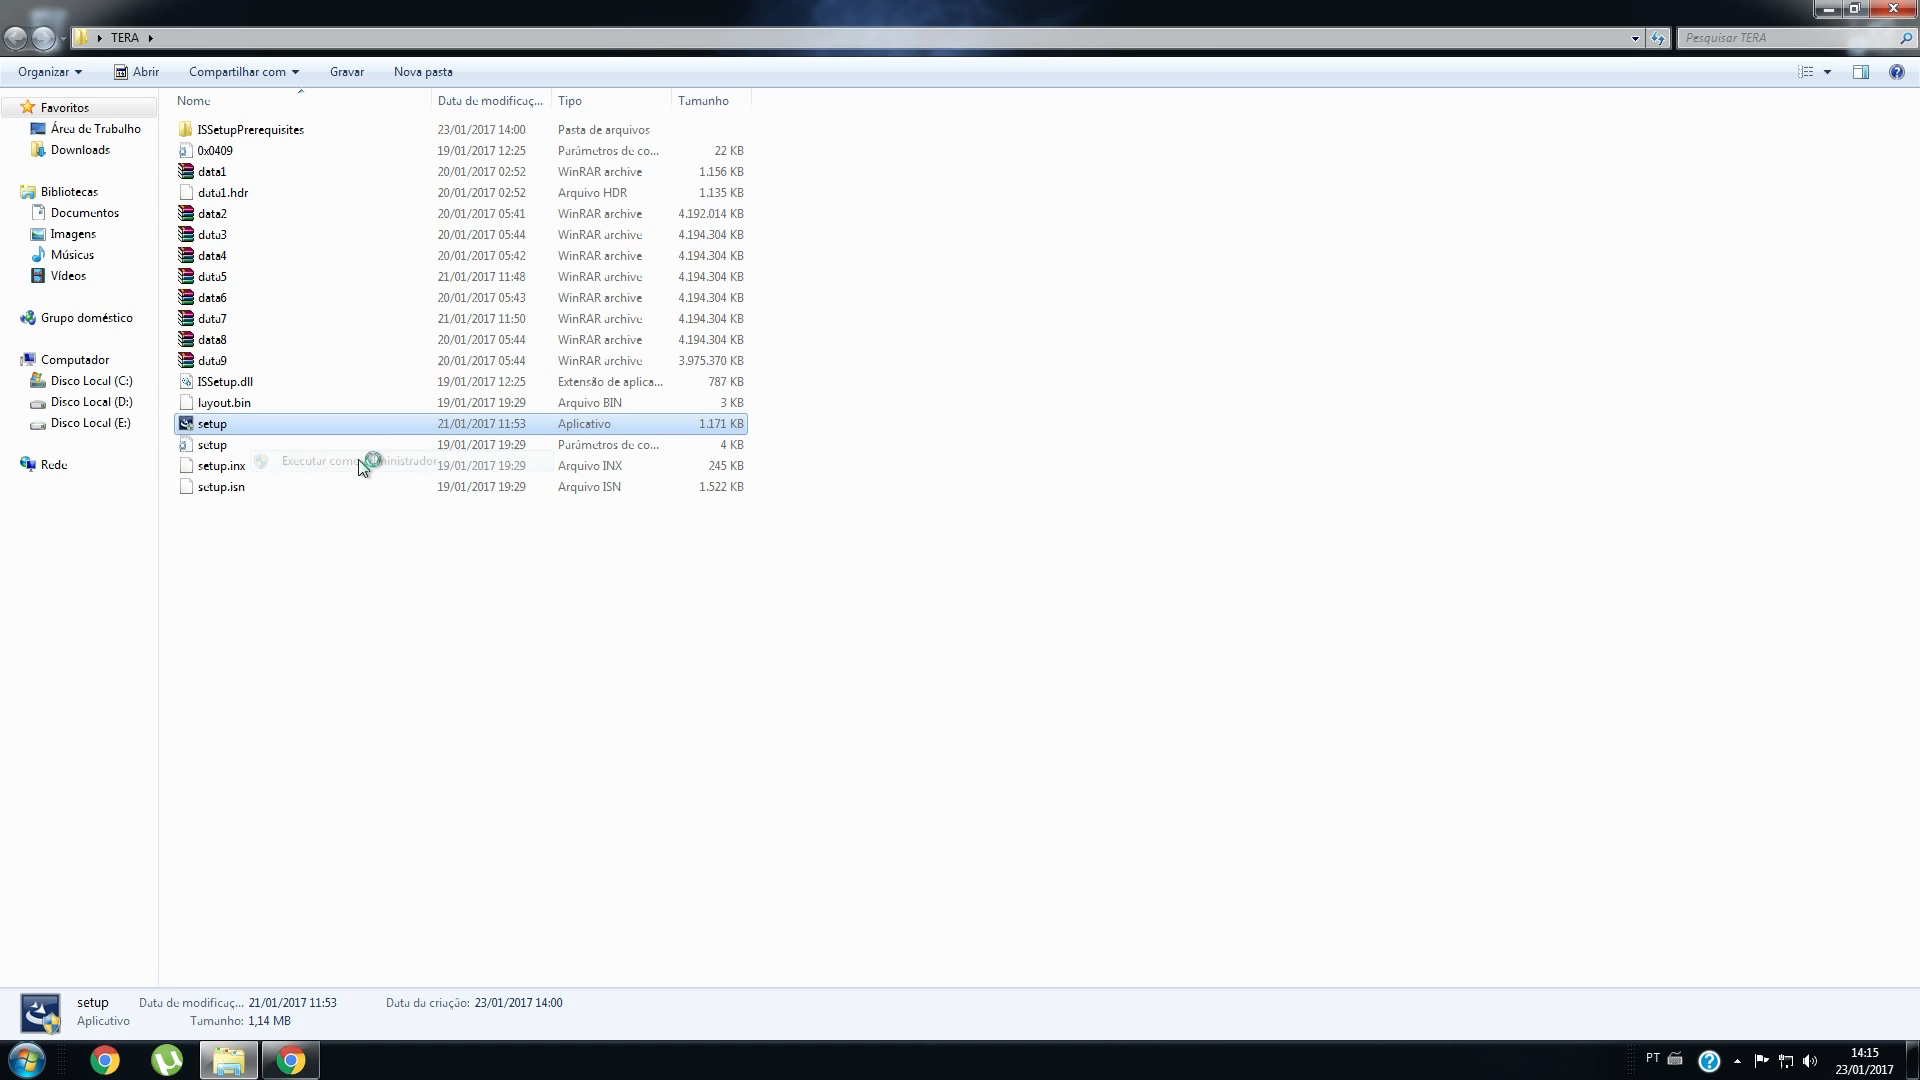 TERA
Pesquisar TERA
Organizar Abrir Compartilhar com Gravar Nova pasta
Favoritos
Área de Trabalho
Downloads
Bibliotecas
Documentos
Imagens
Músicas
Vídeos
Grupo doméstico
Computador
Disco Local (C:)
Disco Local (D:)
Disco Local (E:)
Rede
Nome Data de modificaç... Tipo Tamanho
ISSetupPrerequisites 23/01/2017 14:00 Pasta de arquivos
0x0409 19/01/2017 12:25 Parâmetros de co... 22 KB
data1 20/01/2017 02:52 WinRAR archive 1.156 KB
data1.hdr 20/01/2017 02:52 Arquivo HDR 1.135 KB
data2 20/01/2017 05:41 WinRAR archive 4.192.014 KB
data3 20/01/2017 05:44 WinRAR archive 4.194.304 KB
data4 20/01/2017 05:42 WinRAR archive 4.194.304 KB
data5 21/01/2017 11:48 WinRAR archive 4.194.304 KB
data6 20/01/2017 05:43 WinRAR archive 4.194.304 KB
data7 21/01/2017 11:50 WinRAR archive 4.194.304 KB
data8 20/01/2017 05:44 WinRAR archive 4.194.304 KB
data9 20/01/2017 05:44 WinRAR archive 3.975.370 KB
ISSetup.dll 19/01/2017 12:25 Extensão de aplica... 787 KB
layout.bin 19/01/2017 19:29 Arquivo BIN 3 KB
setup 21/01/2017 11:53 Aplicativo 1.171 KB
setup 19/01/2017 19:29 Parâmetros de co... 4 KB
Executar como
setup.inx 19/01/2017 19:29 Arquivo INX 245 KB
setup.isn 19/01/2017 19:29 Arquivo ISN 1.522 KB
setup Data de modificaç... 21/01/2017 11:53 Data da criação: 23/01/2017 14:00
Aplicativo Tamanho: 1,14 MB
PT
14:15
23/01/2017